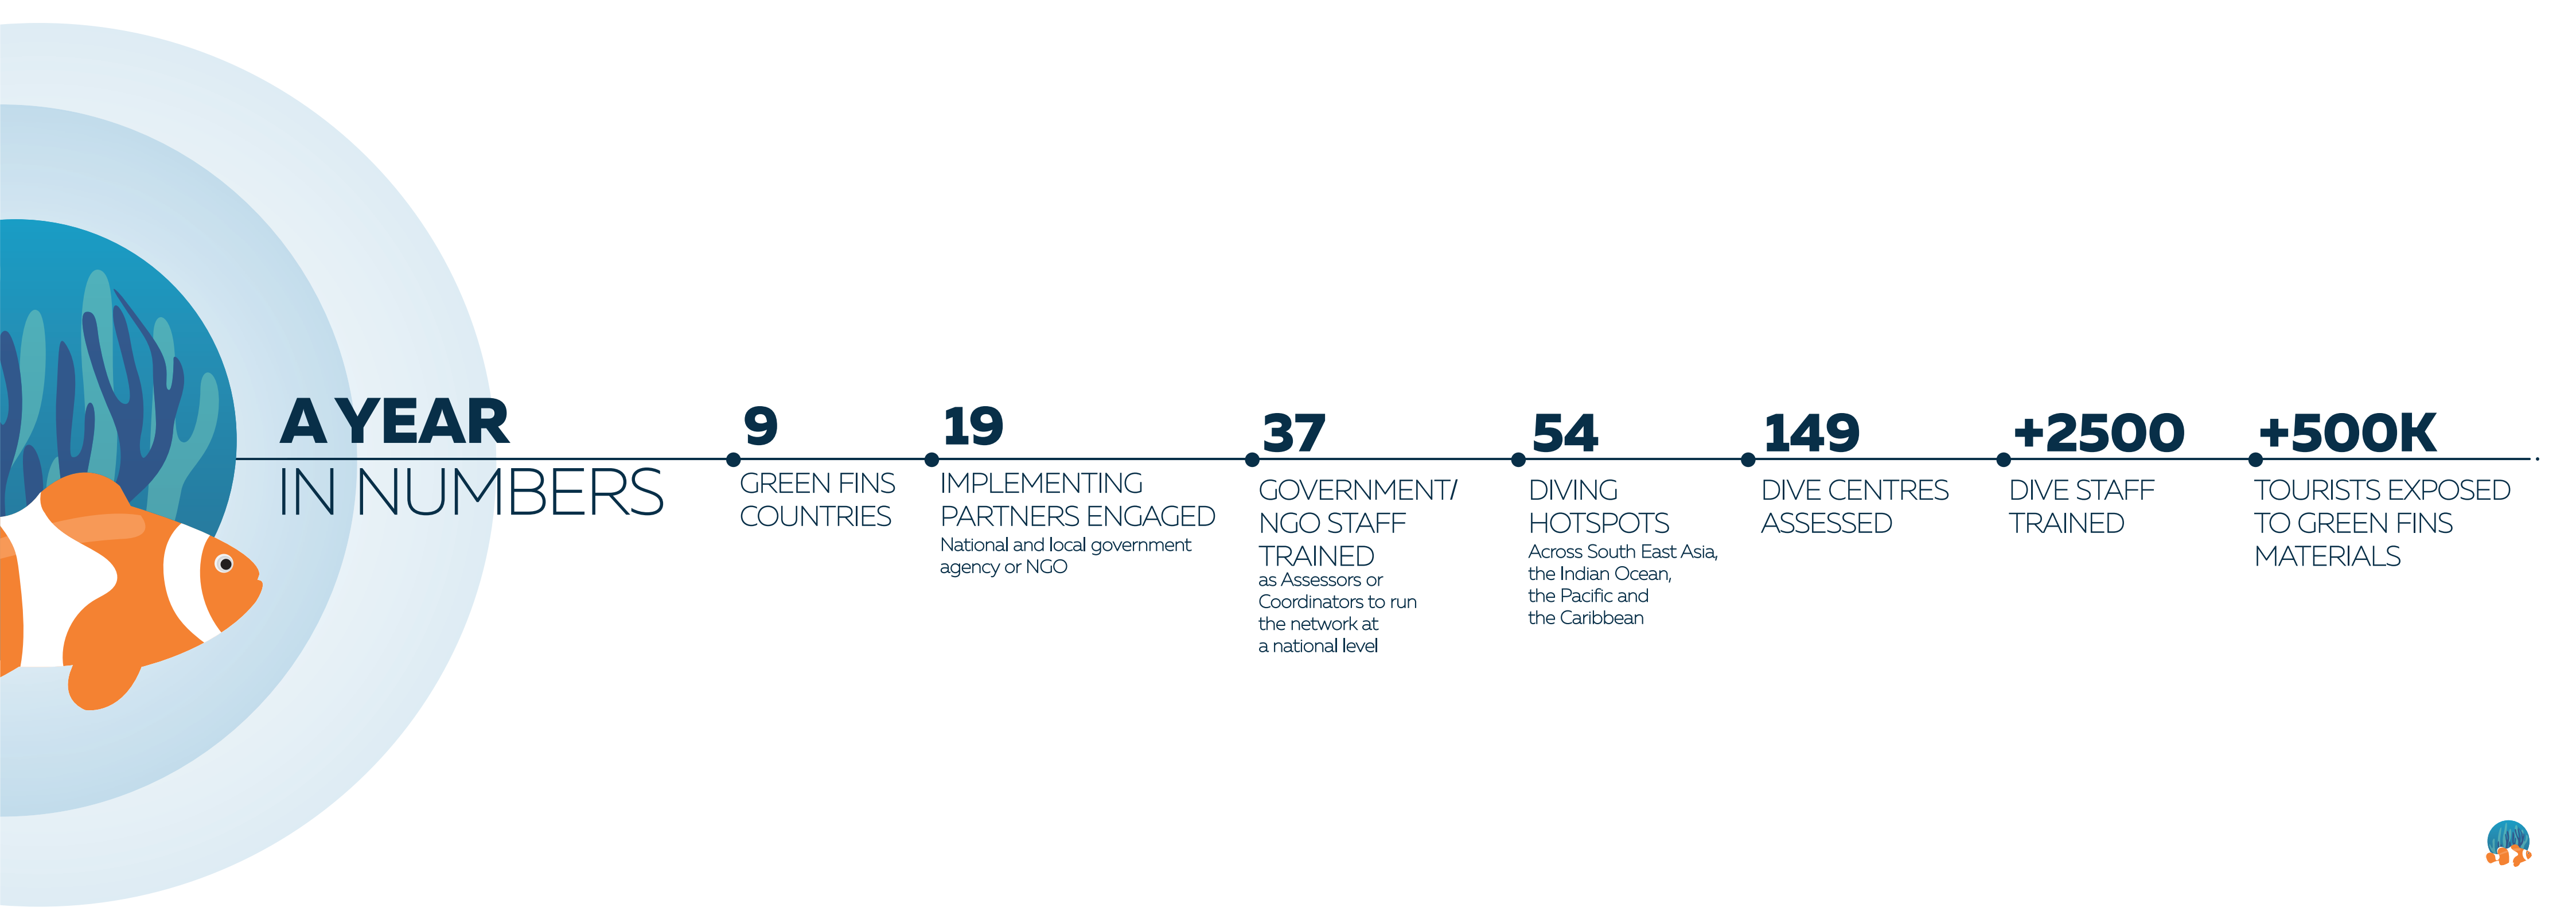 A YEAR
IN NUMBERS
9
GREEN FINS
COUNTRIES
19
IMPLEMENTING
PARTNERS ENGAGED
National and local government
agency or NGO
37
GOVERNMENT/
NGO STAFF
TRAINED
as Assessors or
Coordinators to run
the network at
a national level
54
DIVING
HOTSPOTS
Across South East Asia,
the Indian Ocean,
the Pacific and
the Caribbean
149
DIVE CENTRES
ASSESSED
+2500
DIVE STAFF
TRAINED
+500K
TOURISTS EXPOSED
TO GREEN FINS
MATERIALS